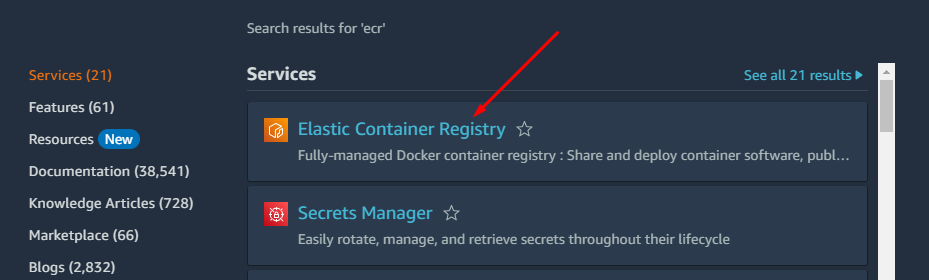 Search results for 'ecr'
Services (21)
Features (61)
Resources New
Documentation (38,541)
Knowledge Articles (728)
Marketplace (66)
Blogs (2,832)
Services
See all 21 results
Elastic Container Registry
Fully-managed Docker container registry : Share and deploy container software, publ...
Secrets Manager
Easily rotate, manage, and retrieve secrets throughout their lifecycle